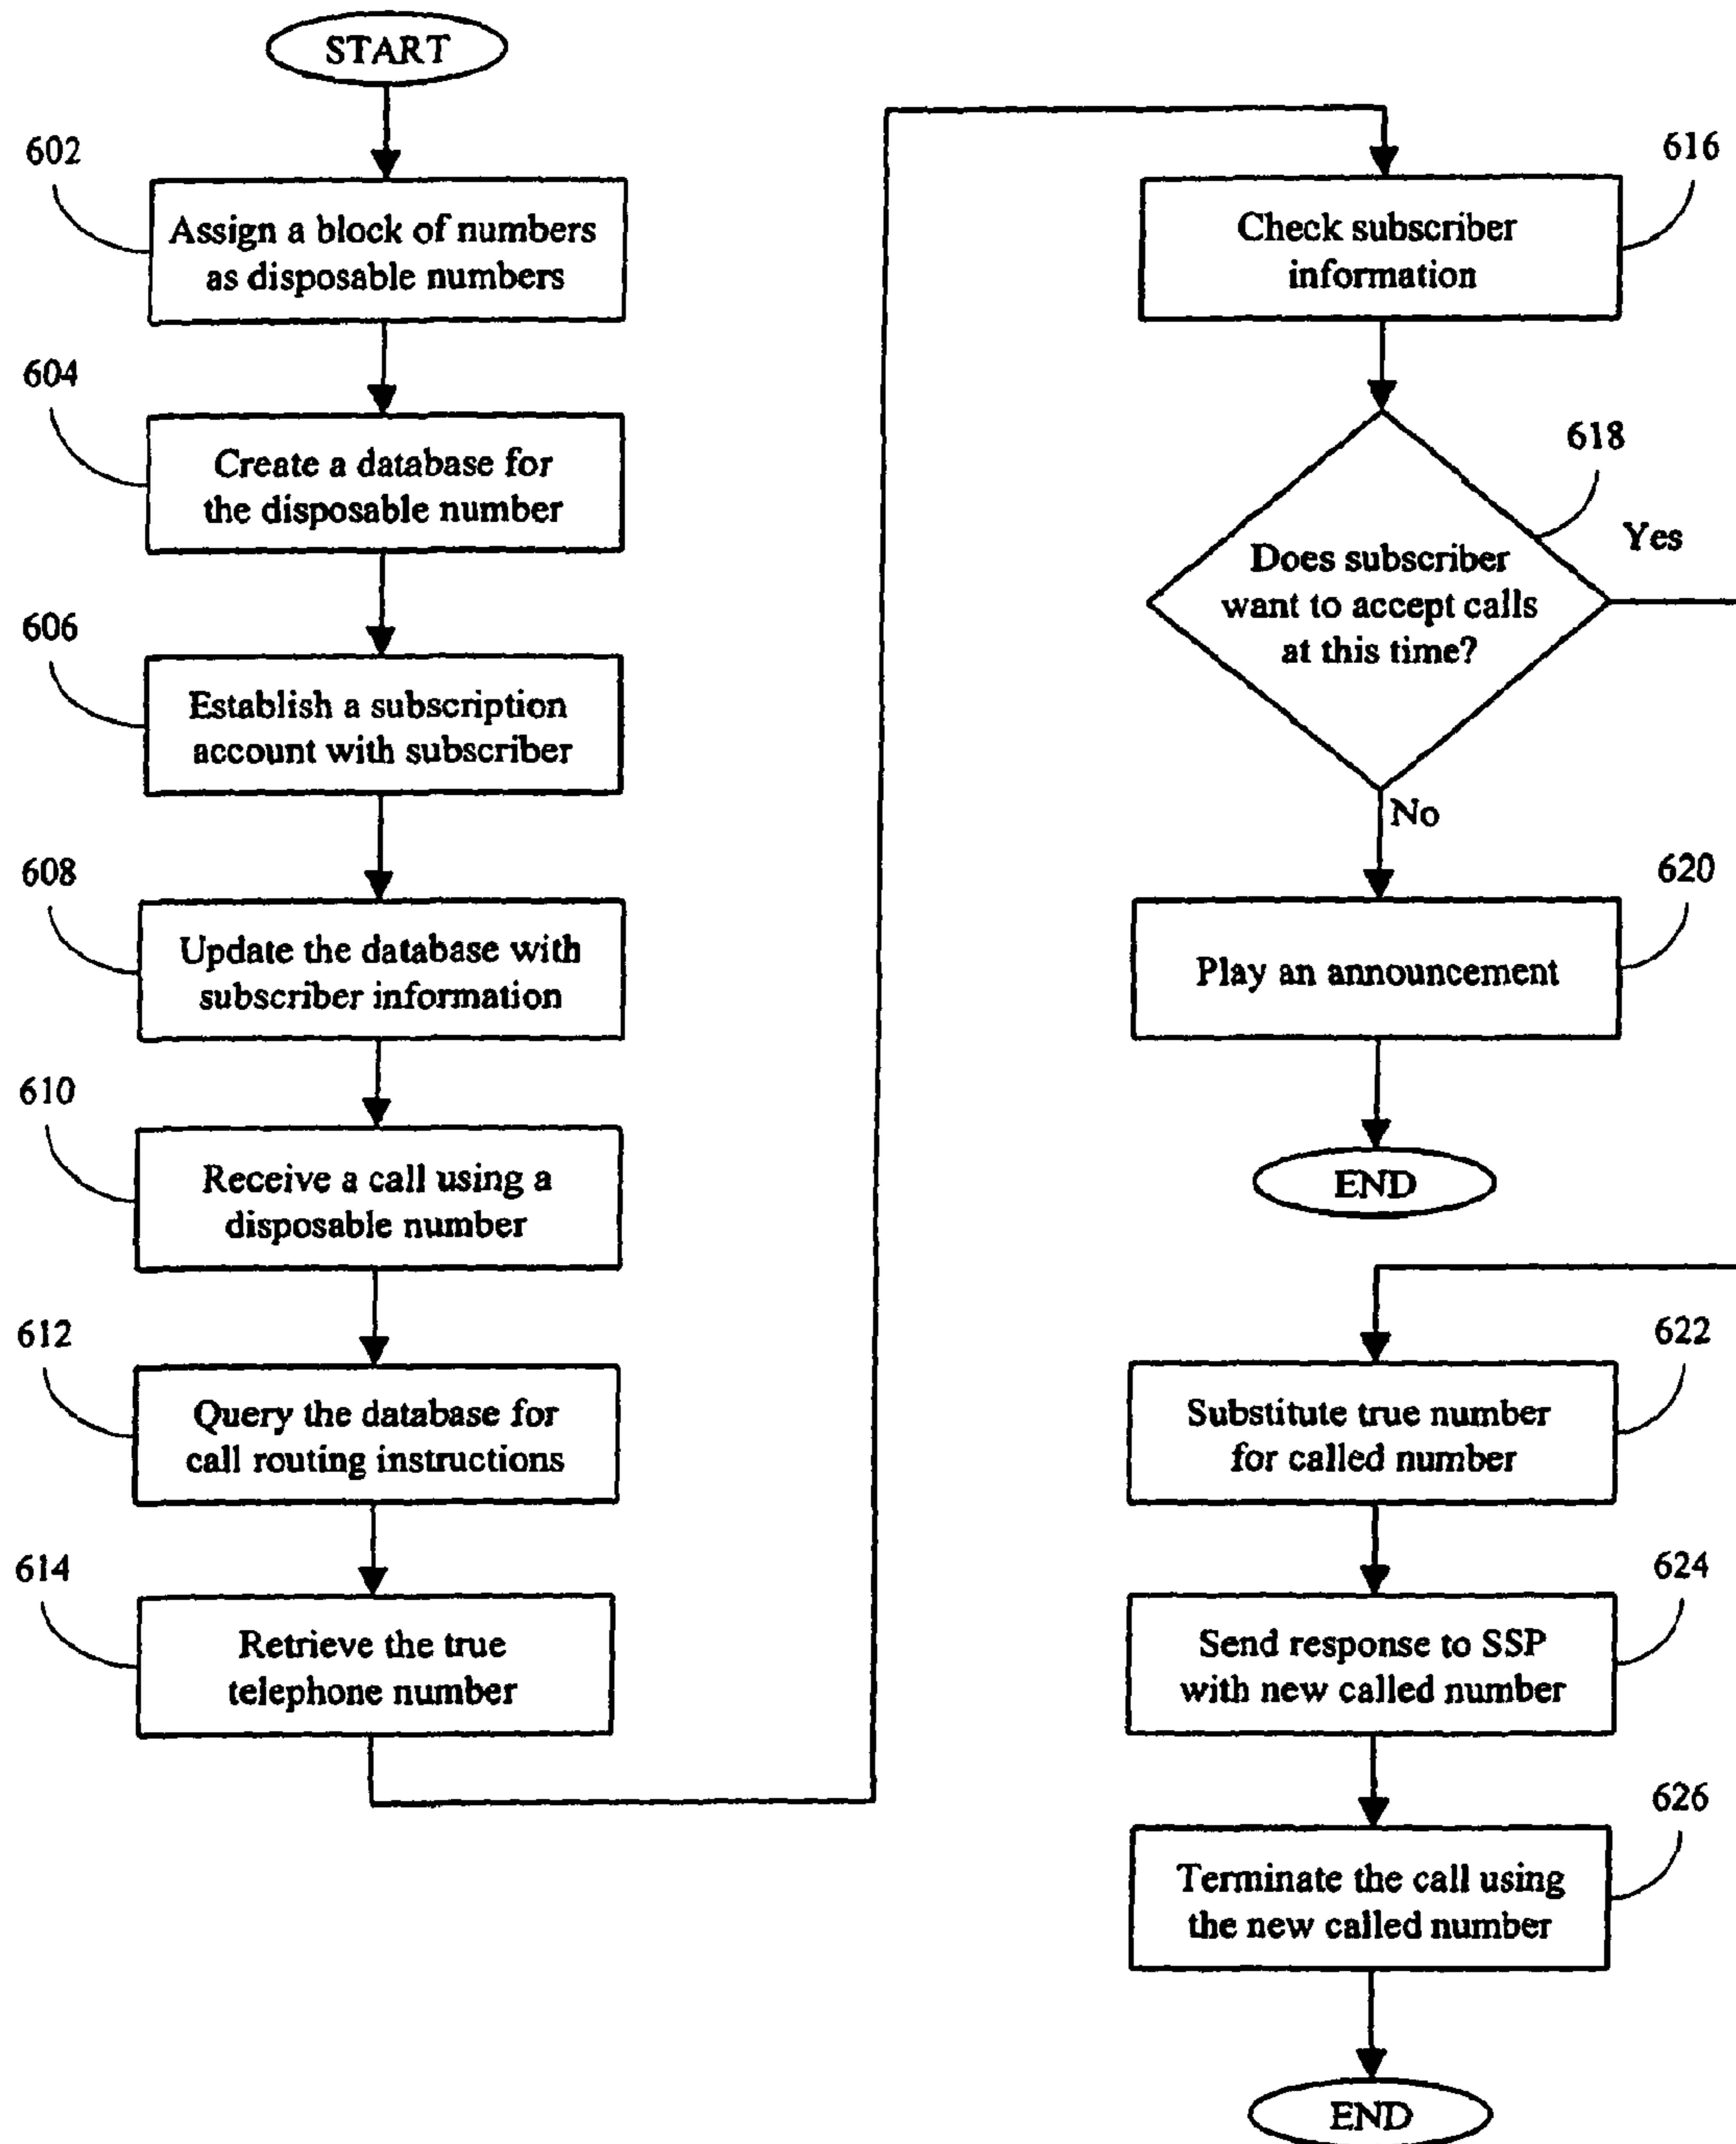 START
602
Assign a block of numbers
as disposable numbers
604
Create a database for
the disposable number
606
Establish a subscription
account with subscriber
608
Update the database with
subscriber information
610
Receive a call using a
disposable number
612
Query the database for
call routing instructions
614
Retrieve the true
telephone number
616
Check subscriber
information
618
Does subscriber
want to accept calls
at this time?
Yes
No
620
Play an announcement
END
622
Substitute true number
for called number
624
Send response to SSP
with new called number
626
Terminate the call using
the new called number
END